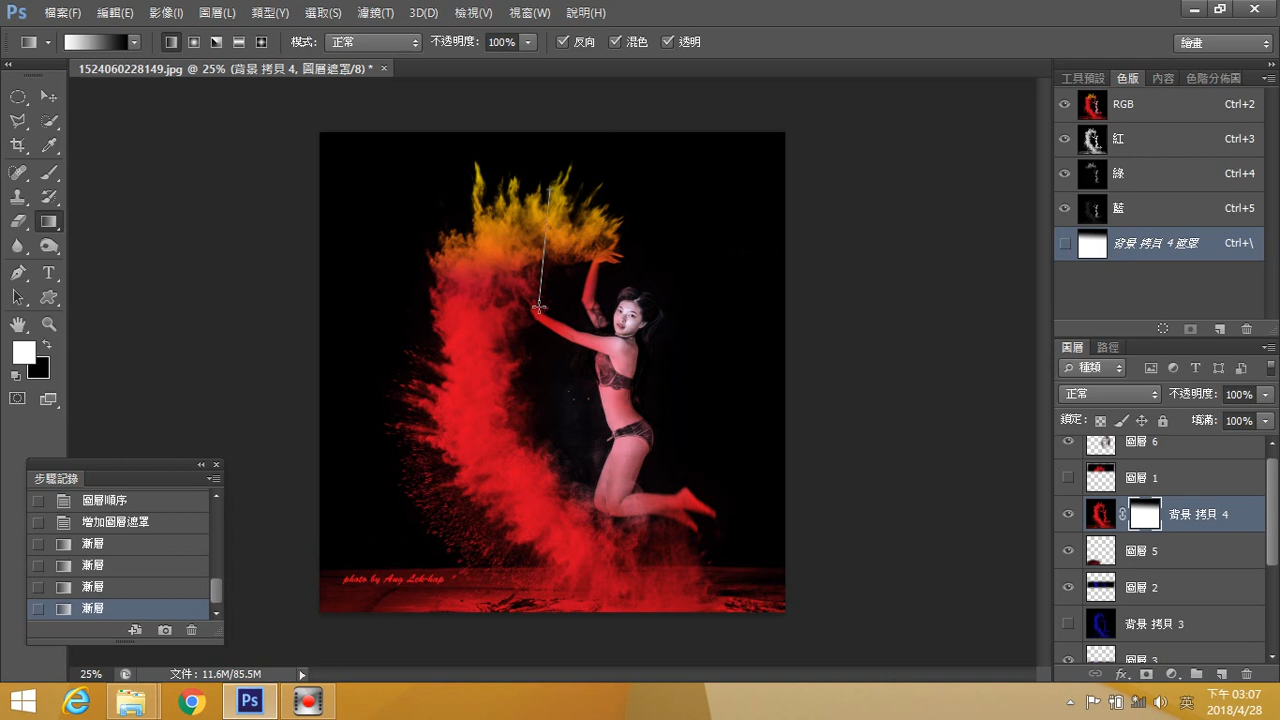 Ps 檔案(F) 編輯(E) 影像(I) 圖層(L) 類型(Y) 選取(S) 濾鏡(T) 3D(D) 檢視(V) 視窗(W) 說明(H)
模式: 正常 不透明度: 100% 反向 混色 透明 繪畫
1524060228149.jpg @ 25% (背景 拷貝 4, 圖層遮罩/8) * ×
工具預設 色版 內容 色階分佈圖
RGB Ctrl+2
紅 Ctrl+3
綠 Ctrl+4
藍 Ctrl+5
背景 拷貝 4 遮罩 Ctrl+\
圖層 路徑
種類
正常 不透明度: 100%
鎖定: 填滿: 100%
圖層 6
圖層 1
背景 拷貝 4
圖層 5
圖層 2
背景 拷貝 3
圖層 3
步驟記錄
圖層順序
增加圖層遮罩
漸層
漸層
漸層
漸層
photo by Ang Lek-hap
25% 文件: 11.6M/85.5M
Ps 英 下午 03:07
2018/4/28